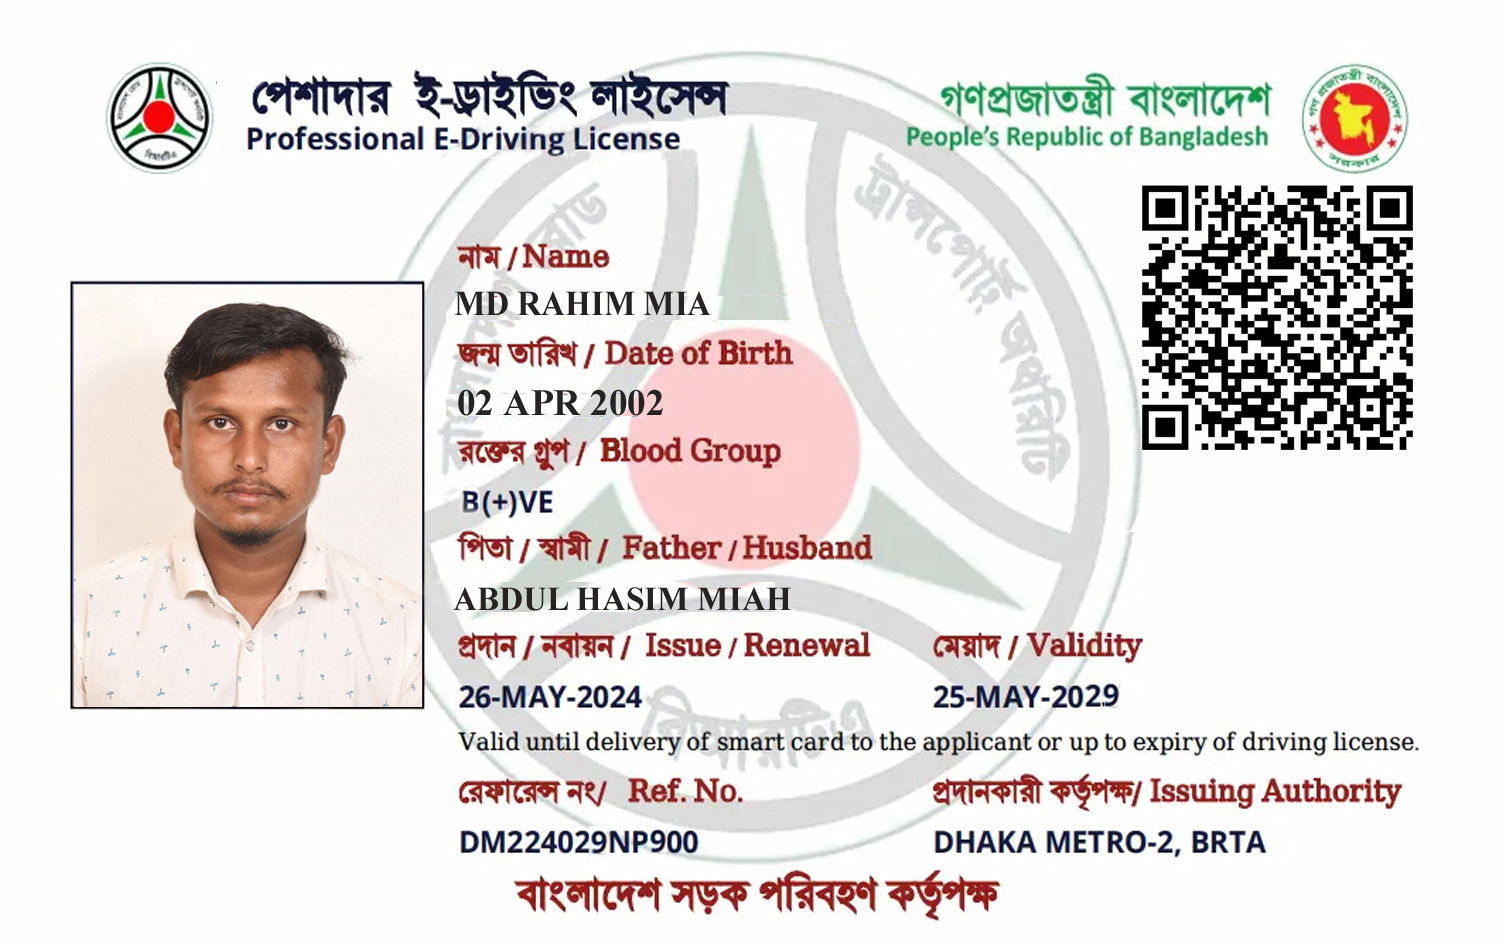 পেশাদার ই-ড্রাইভিং লাইসেন্স
Professional E-Driving License
গণপ্রজাতন্ত্রী বাংলাদেশ
People's Republic of Bangladesh
নাম / Name
MD RAHIM MIA
জন্ম তারিখ / Date of Birth
02 APR 2002
রক্তের গ্রুপ / Blood Group
B(+)VE
পিতা / স্বামী / Father / Husband
ABDUL HASIM MIAH
প্রদান / নবায়ন / Issue / Renewal
মেয়াদ / Validity
26-MAY-2024
25-MAY-2029
Valid until delivery of smart card to the applicant or up to expiry of driving license.
রেফারেন্স নং/ Ref. No.
প্রদানকারী কর্তৃপক্ষ/ Issuing Authority
DM224029NP900
DHAKA METRO-2, BRTA
বাংলাদেশ সড়ক পরিবহণ কর্তৃপক্ষ
ট্রান্সপোর্ট অথরিটি
বিআরটিএ